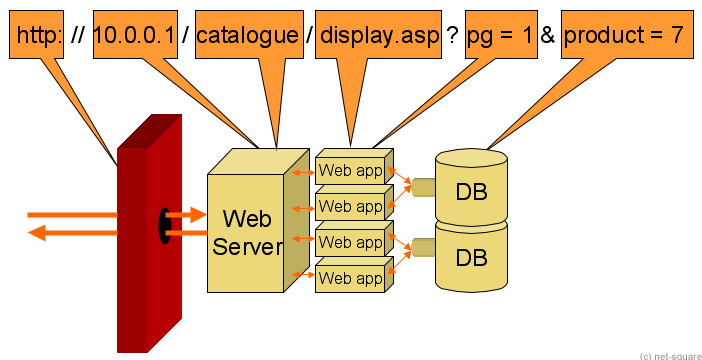 http: // 10.0.0.1 / catalogue / display.asp ? pg = 1 & product = 7
Web app
DB
Web app
Web
Server
Web app
DB
Web app
(c) net-square